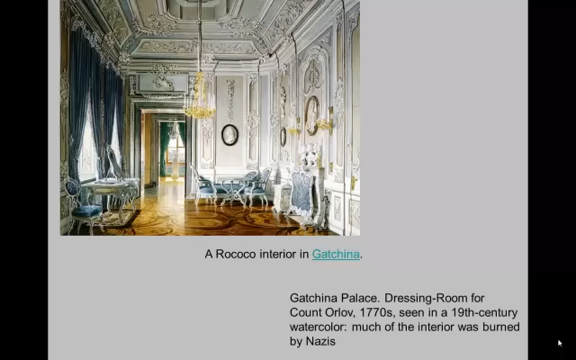 A Rococo interior in Gatchina.
Gatchina Palace. Dressing-Room for
Count Orlov, 1770s, seen in a 19th-century
watercolor: much of the interior was burned
by Nazis